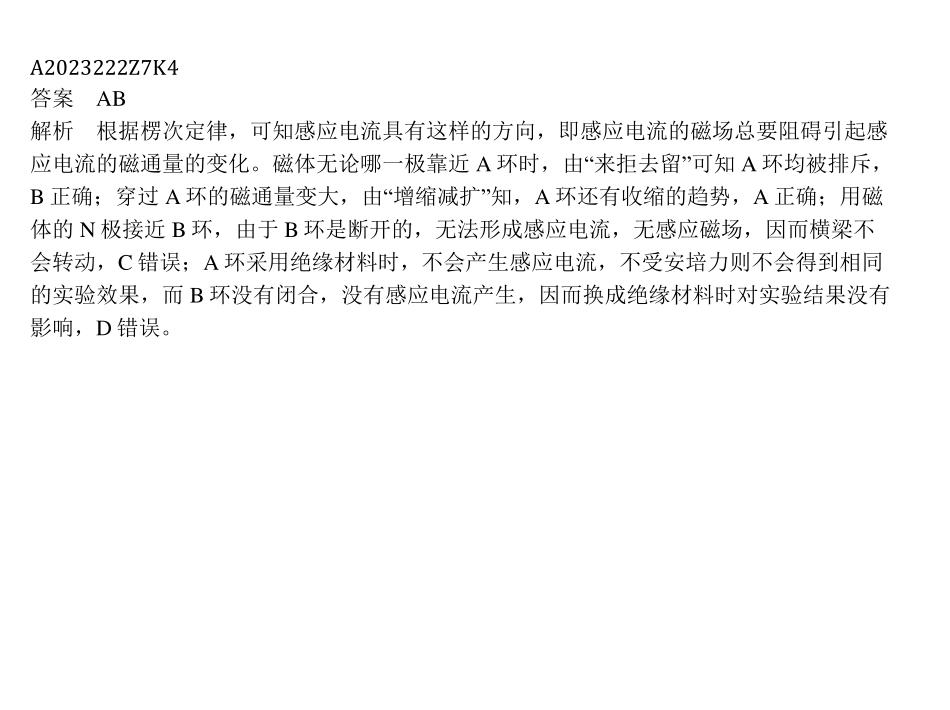 A2023222Z7K4
答案　AB
解析　根据楞次定律，可知感应电流具有这样的方向，即感应电流的磁场总要阻碍引起感
应电流的磁通量的变化。磁体无论哪一极靠近 A 环时，由“来拒去留”可知 A 环均被排斥，
B 正确；穿过 A 环的磁通量变大，由“增缩减扩”知，A 环还有收缩的趋势，A 正确；用磁
体的 N 极接近 B 环，由于 B 环是断开的，无法形成感应电流，无感应磁场，因而横梁不
会转动，C 错误；A 环采用绝缘材料时，不会产生感应电流，不受安培力则不会得到相同
的实验效果，而 B 环没有闭合，没有感应电流产生，因而换成绝缘材料时对实验结果没有
影响，D 错误。